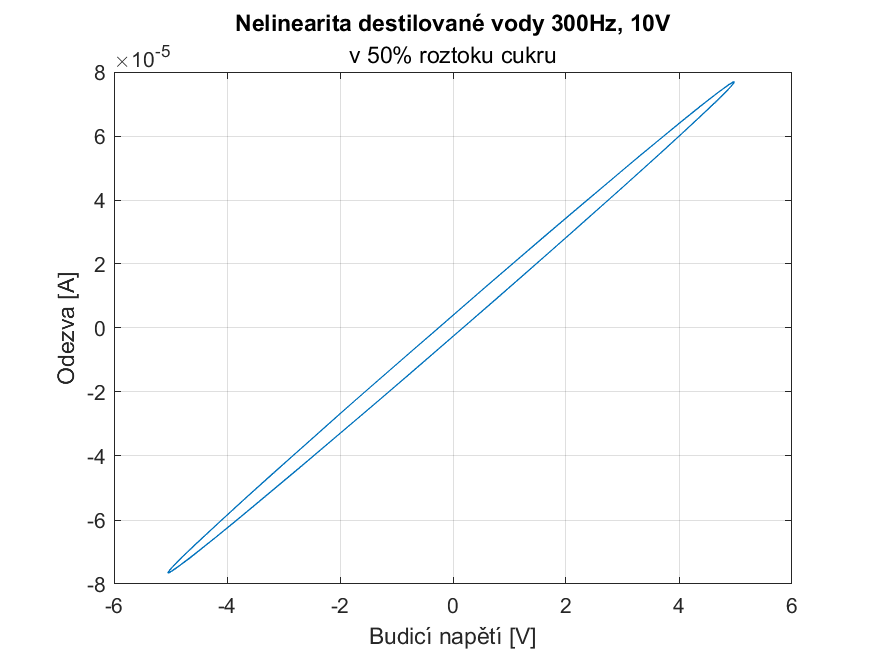 Nelinearita destilované vody 300Hz, 10V
v 50% roztoku cukru
×10-5
8
6
4
2
0
-2
-4
-6
-8
Odezva [A]
-6 -4 -2 0 2 4 6
Budicí napětí [V]